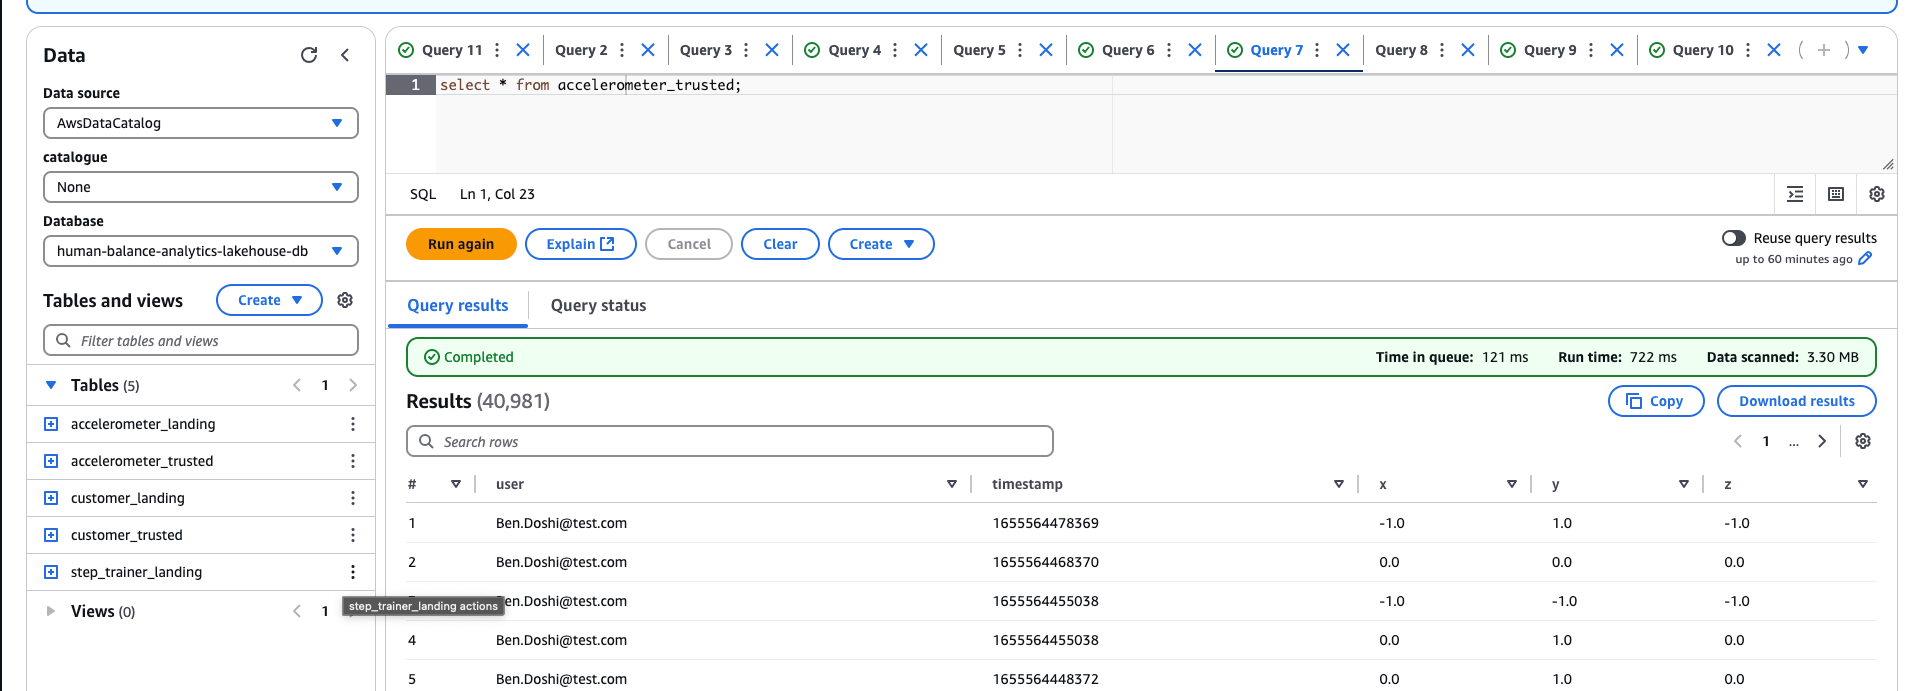 Data
Data source
AwsDataCatalog
catalogue
None
Database
human-balance-analytics-lakehouse-db
Tables and views
Create
Filter tables and views
Tables (5)
1
accelerometer_landing
accelerometer_trusted
customer_landing
customer_trusted
step_trainer_landing
Views (0)
1
step_trainer_landing actions
Query 11 Query 2 Query 3 Query 4 Query 5 Query 6 Query 7 Query 8 Query 9 Query 10
1 select * from accelerometer_trusted;
SQL Ln 1, Col 23
Run again Explain Cancel Clear Create
Reuse query results
up to 60 minutes ago
Query results Query status
Completed Time in queue: 121 ms Run time: 722 ms Data scanned: 3.30 MB
Results (40,981) Copy Download results
Search rows 1 ...
# user timestamp x y z
1 Ben.Doshi@test.com 1655564478369 -1.0 1.0 -1.0
2 Ben.Doshi@test.com 1655564468370 0.0 0.0 0.0
en.Doshi@test.com 1655564455038 -1.0 -1.0 -1.0
4 Ben.Doshi@test.com 1655564455038 0.0 1.0 0.0
5 Ben.Doshi@test.com 1655564448372 0.0 1.0 0.0